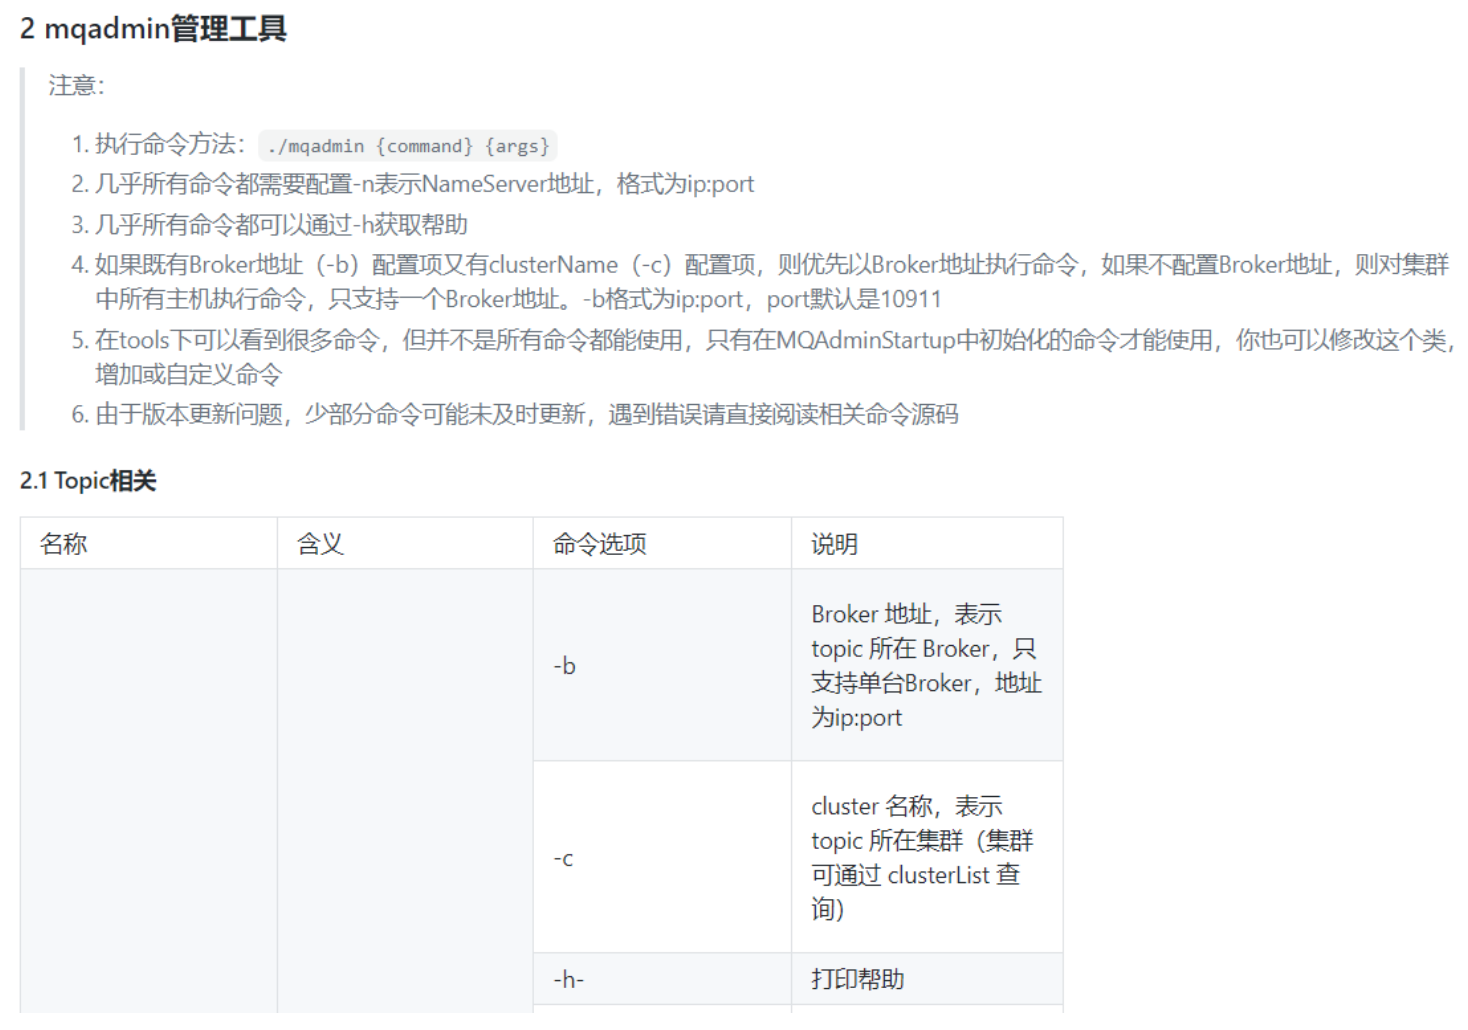 2 mqadmin管理工具
注意：
1. 执行命令方法： ./mqadmin {command} {args}
2. 几乎所有命令都需要配置-n表示NameServer地址，格式为ip:port
3. 几乎所有命令都可以通过-h获取帮助
4. 如果既有Broker地址（-b）配置项又有clusterName（-c）配置项，则优先以Broker地址执行命令，如果不配置Broker地址，则对集群
中所有主机执行命令，只支持一个Broker地址。-b格式为ip:port，port默认是10911
5. 在tools下可以看到很多命令，但并不是所有命令都能使用，只有在MQAdminStartup中初始化的命令才能使用，你也可以修改这个类，
增加或自定义命令
6. 由于版本更新问题，少部分命令可能未及时更新，遇到错误请直接阅读相关命令源码
2.1 Topic相关
名称 含义 命令选项 说明
-b
Broker 地址，表示
topic 所在 Broker，只
支持单台Broker，地址
为ip:port
-c
cluster 名称，表示
topic 所在集群（集群
可通过 clusterList 查
询）
-h- 打印帮助